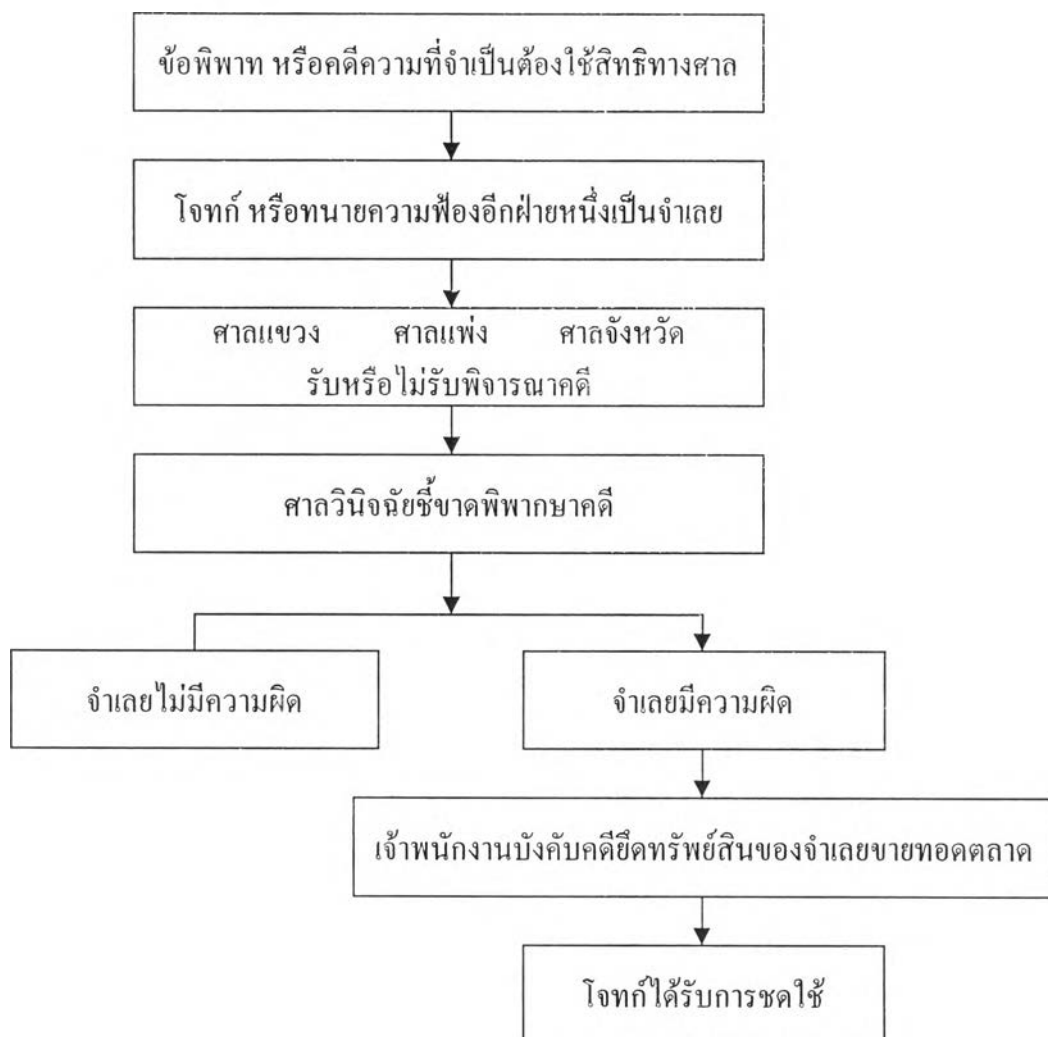 ข้อพิพาท หรือคดีความที่จำเป็นต้องใช้สิทธิทางศาล
โจทก์ หรือทนายความฟ้องอีกฝ่ายหนึ่งเป็นจำเลย
ศาลแขวง ศาลแพ่ง ศาลจังหวัด
รับหรือไม่รับพิจารณาคดี
ศาลวินิจฉัยชี้ขาดพิพากษาคดี
จำเลยไม่มีความผิด
จำเลยมีความผิด
เจ้าพนักงานบังคับคดียึดทรัพย์สินของจำเลยขายทอดตลาด
โจทก์ได้รับการชดใช้